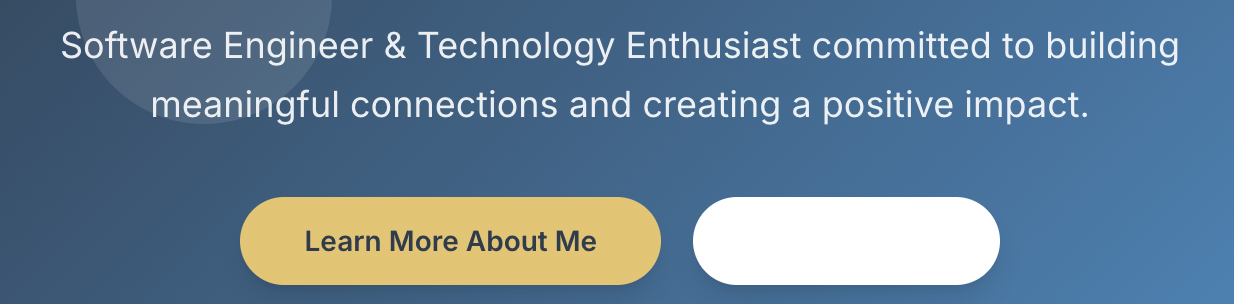 Software Engineer & Technology Enthusiast committed to building
meaningful connections and creating a positive impact.
Learn More About Me